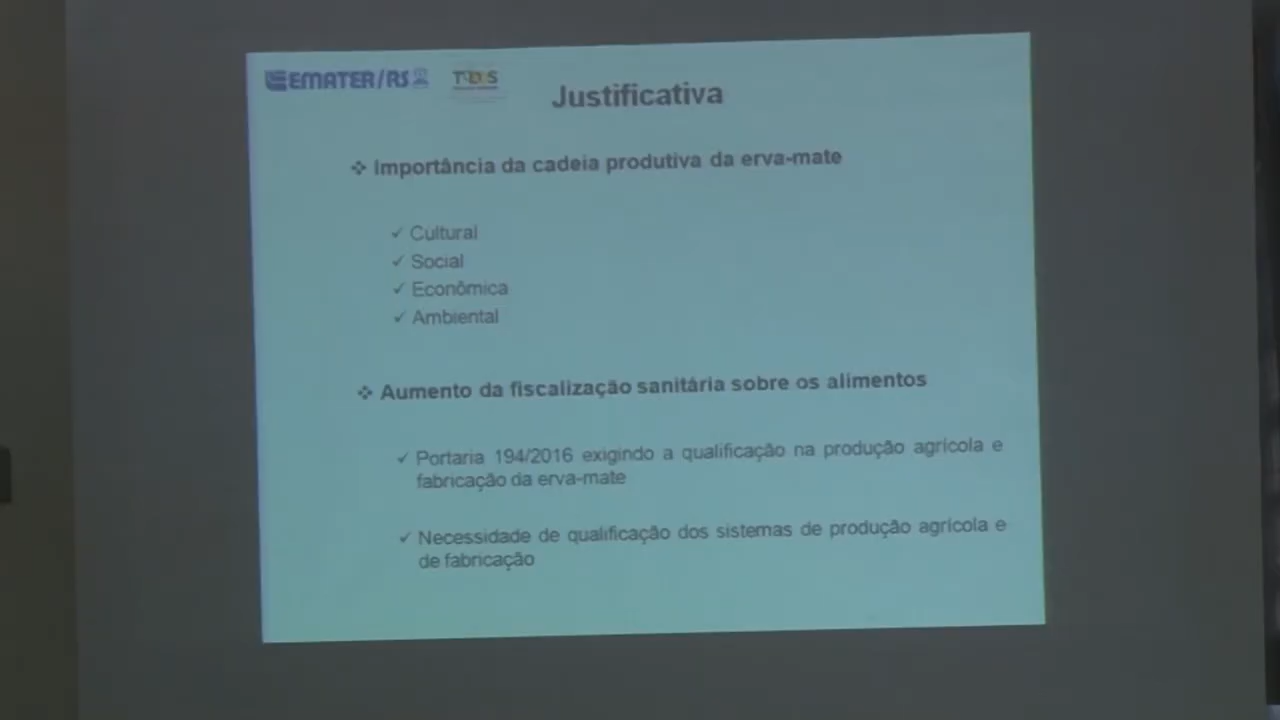 EMATER/RS
Justificativa
Importância da cadeia produtiva da erva-mate
Cultural
Social
Econômica
Ambiental
Aumento da fiscalização sanitária sobre os alimentos
Portaria 194/2016 exigindo a qualificação na produção agrícola e
fabricação da erva-mate
Necessidade de qualificação dos sistemas de produção agrícola e
de fabricação